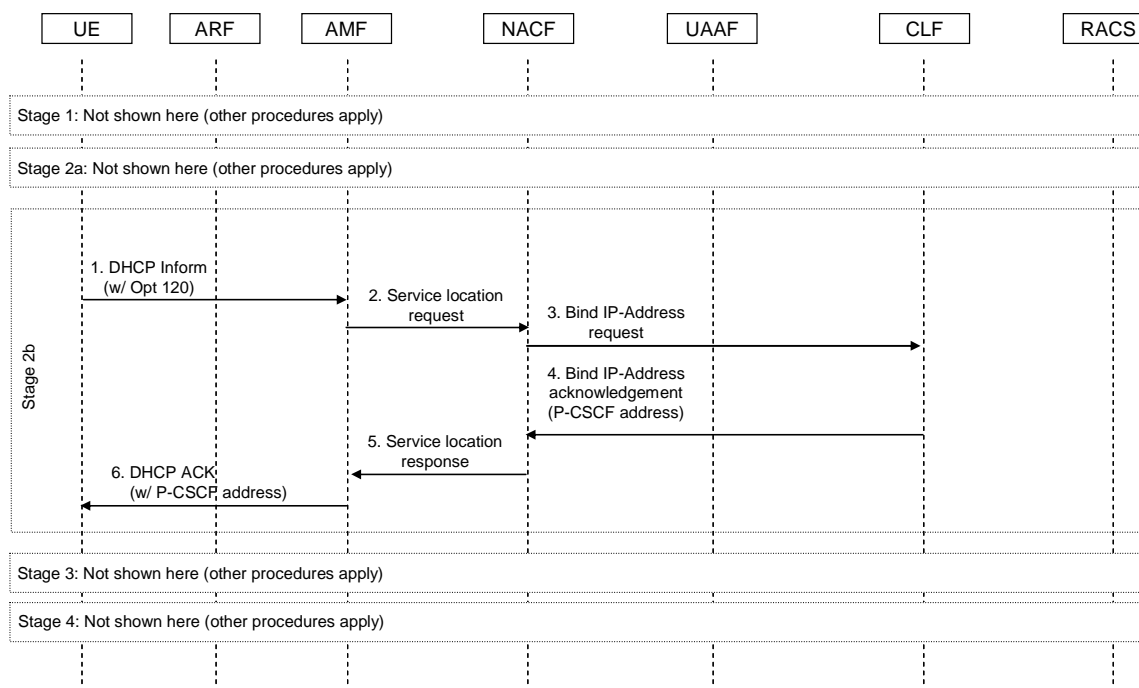 UE ARF AMF NACF UAAF CLF RACS
Stage 1: Not shown here (other procedures apply)
Stage 2a: Not shown here (other procedures apply)
Stage 2b
1. DHCP Inform
(w/ Opt 120)
2. Service location
request
3. Bind IP-Address
request
4. Bind IP-Address
acknowledgement
(P-CSCF address)
5. Service location
response
6. DHCP ACK
(w/ P-CSCF address)
Stage 3: Not shown here (other procedures apply)
Stage 4: Not shown here (other procedures apply)